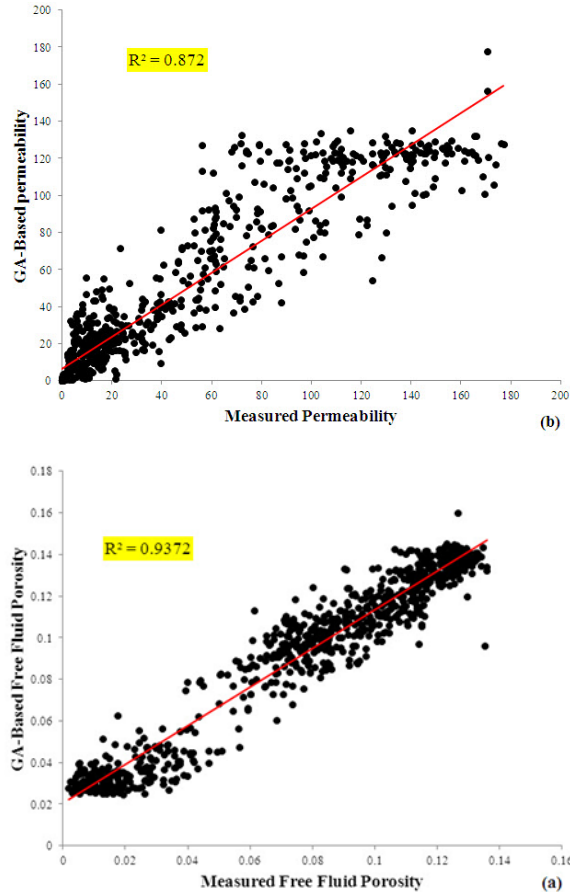 200
180
160
140
120
100
80
60
40
20
0
GA-Based permeability
R² = 0.872
0 20 40 60 80 100 120 140 160 180 200
Measured Permeability
(b)
0.18
0.16
0.14
0.12
0.1
0.08
0.06
0.04
0.02
0
GA-Based Free Fluid Porosity
R² = 0.9372
0 0.02 0.04 0.06 0.08 0.1 0.12 0.14 0.16
Measured Free Fluid Porosity
(a)